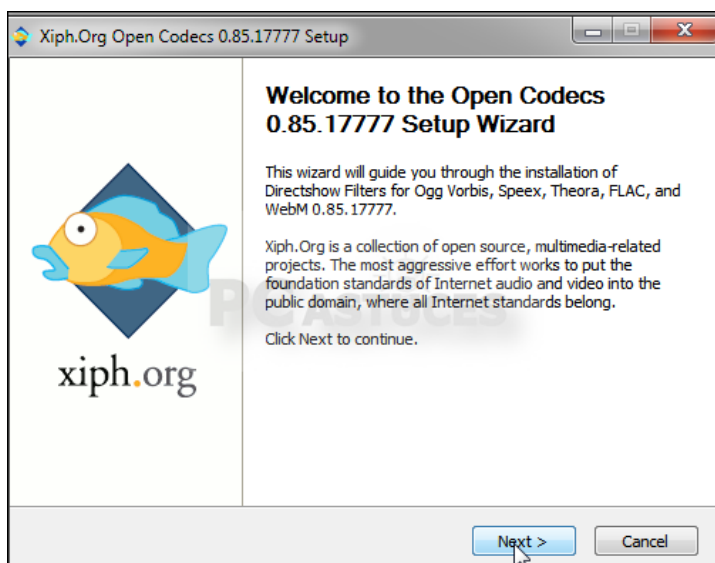 Xiph.Org Open Codecs 0.85.17777 Setup
Welcome to the Open Codecs
0.85.17777 Setup Wizard
This wizard will guide you through the installation of
Directshow Filters for Ogg Vorbis, Speex, Theora, FLAC, and
WebM 0.85.17777.
Xiph.Org is a collection of open source, multimedia-related
projects. The most aggressive effort works to put the
foundation standards of Internet audio and video into the
public domain, where all Internet standards belong.
PC ASTUCES
Click Next to continue.
xiph.org
Next >
Cancel